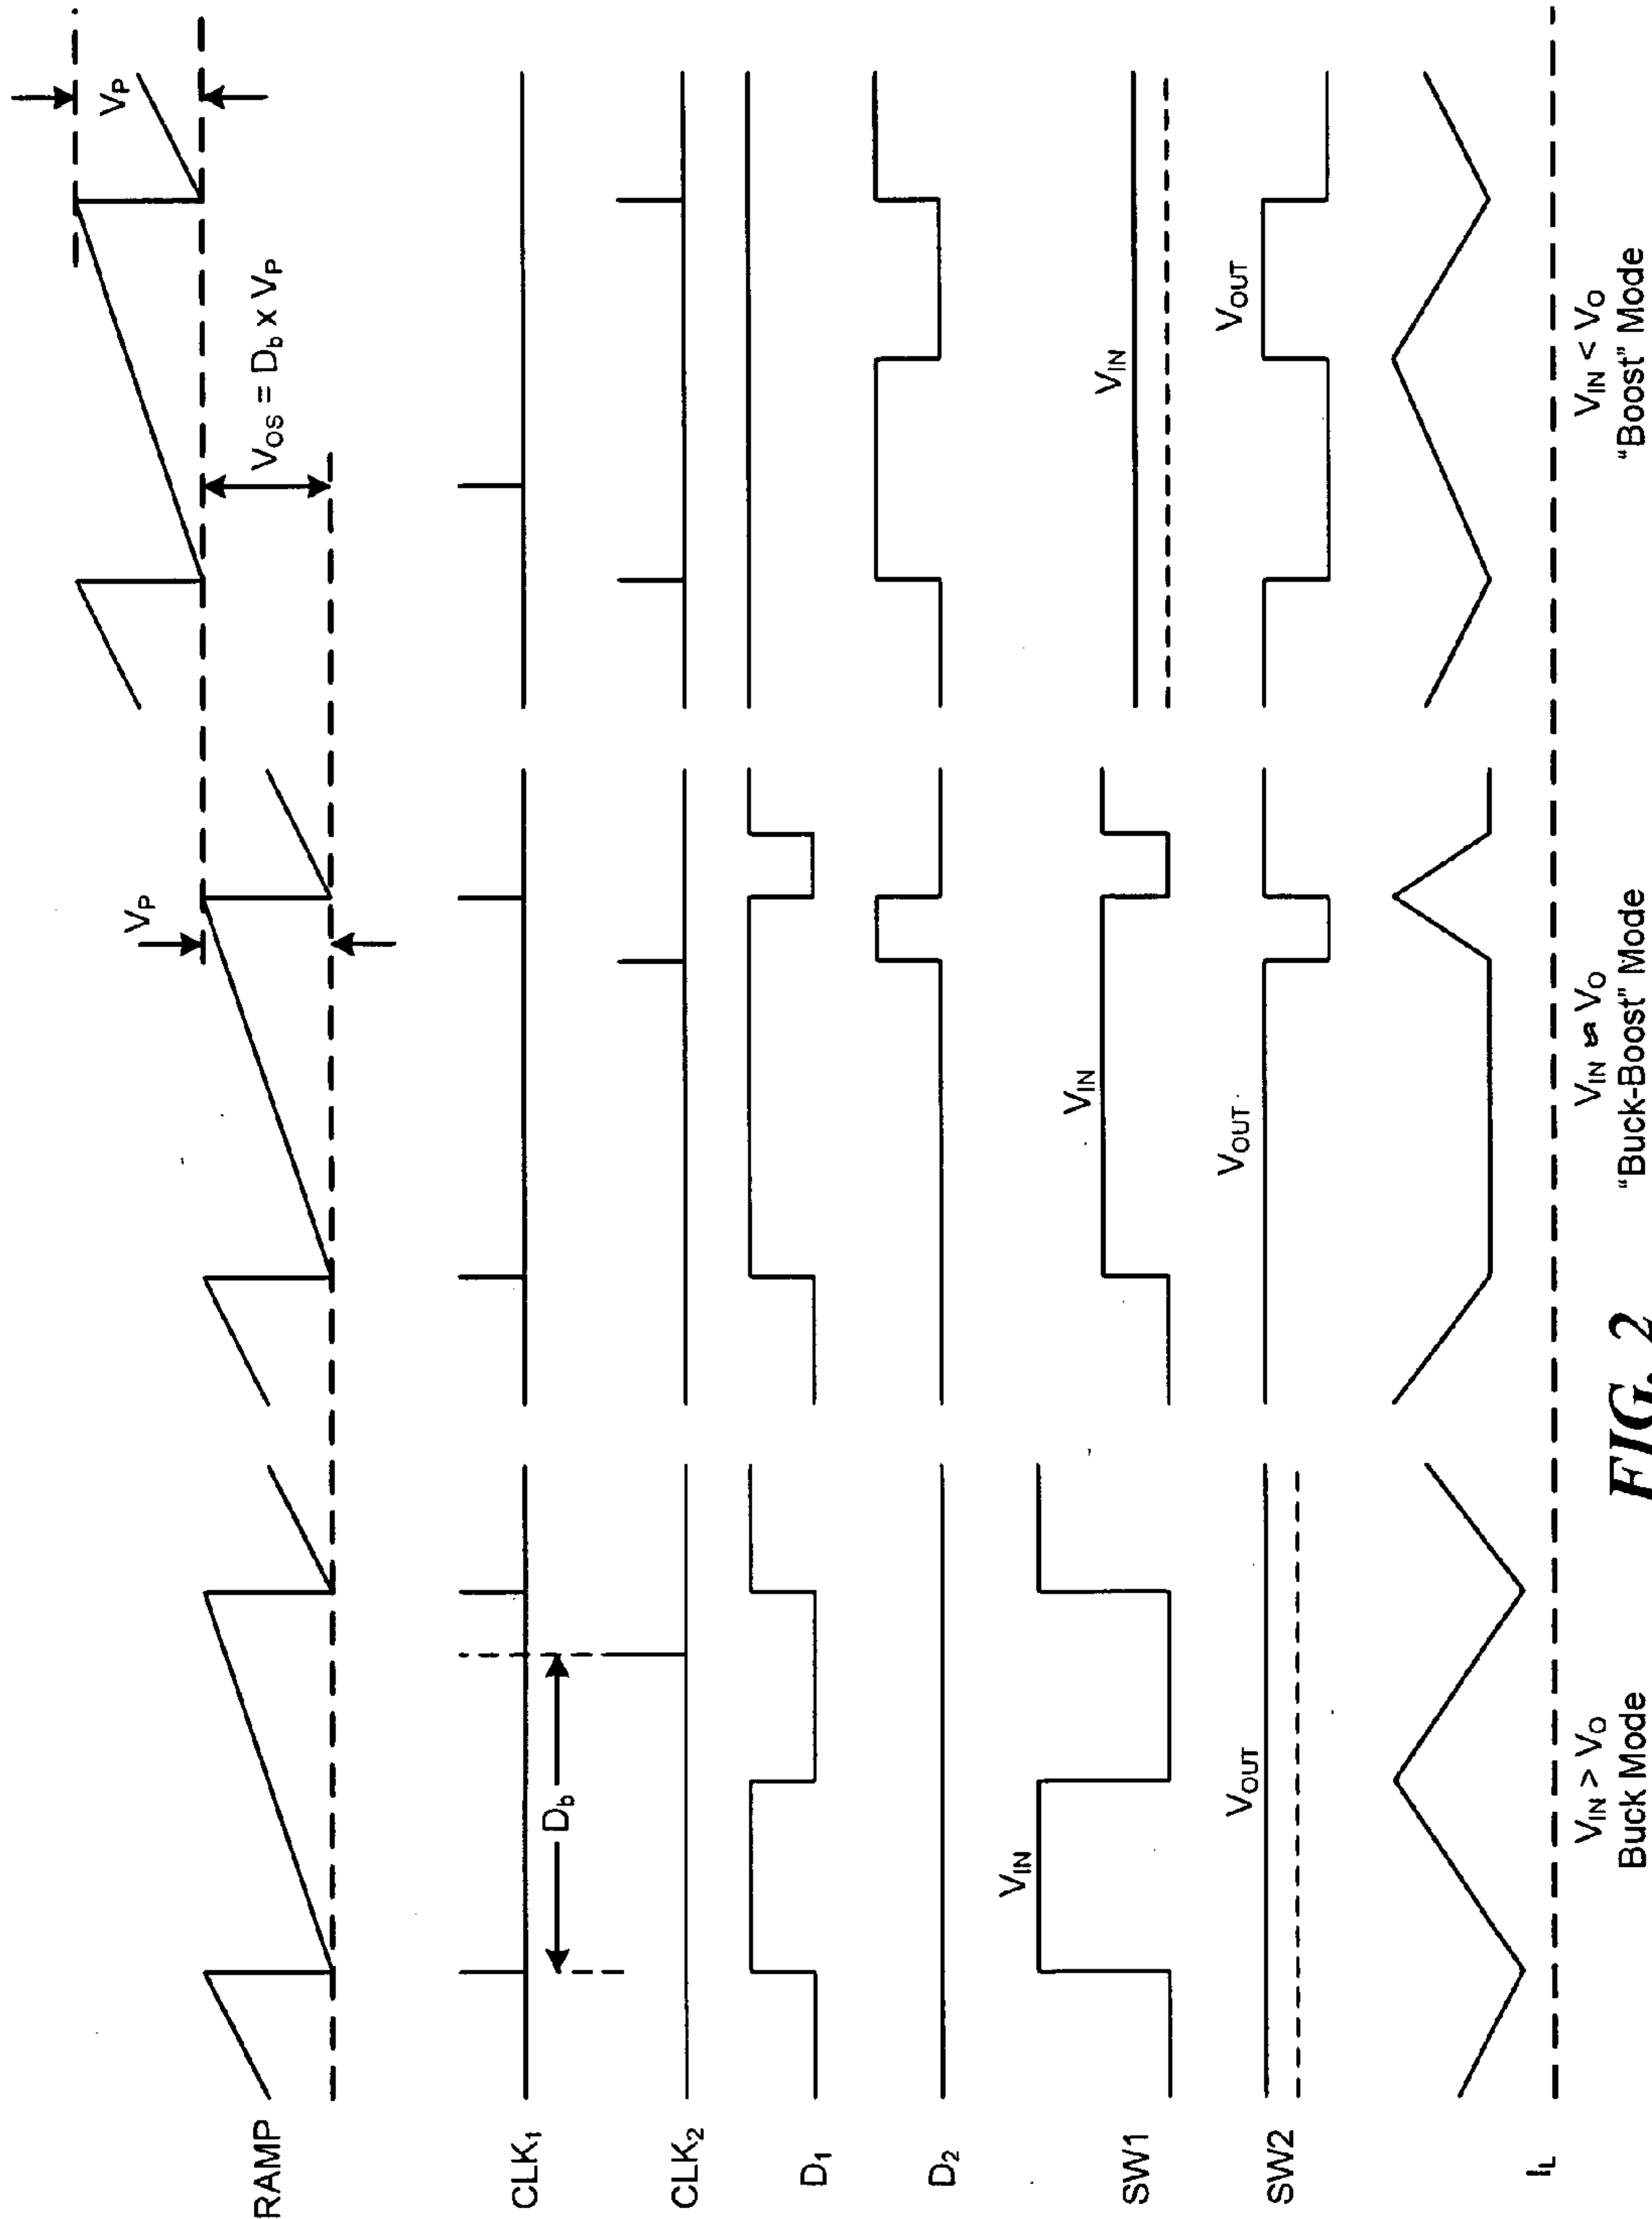 RAMP
V_P
V_P
V_OS = D_b x V_P
CLK₁
D_b
CLK₂
D₁
D₂
SW1
V_IN
V_IN
V_IN
SW2
V_OUT
V_OUT
V_OUT
I_L
V_IN > V_O
Buck Mode
V_IN ≈ V_O
"Buck-Boost" Mode
V_IN < V_O
"Boost" Mode
FIG. 2